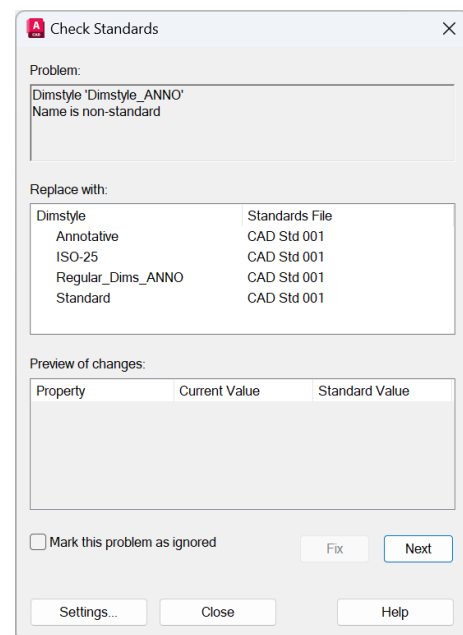 A
CAD
Check Standards
Problem:
Dimstyle 'Dimstyle_ANNO'
Name is non-standard
Replace with:
Dimstyle Standards File
Annotative CAD Std 001
ISO-25 CAD Std 001
Regular_Dims_ANNO CAD Std 001
Standard CAD Std 001
Preview of changes:
Property Current Value Standard Value
Mark this problem as ignored
Fix Next
Settings... Close Help